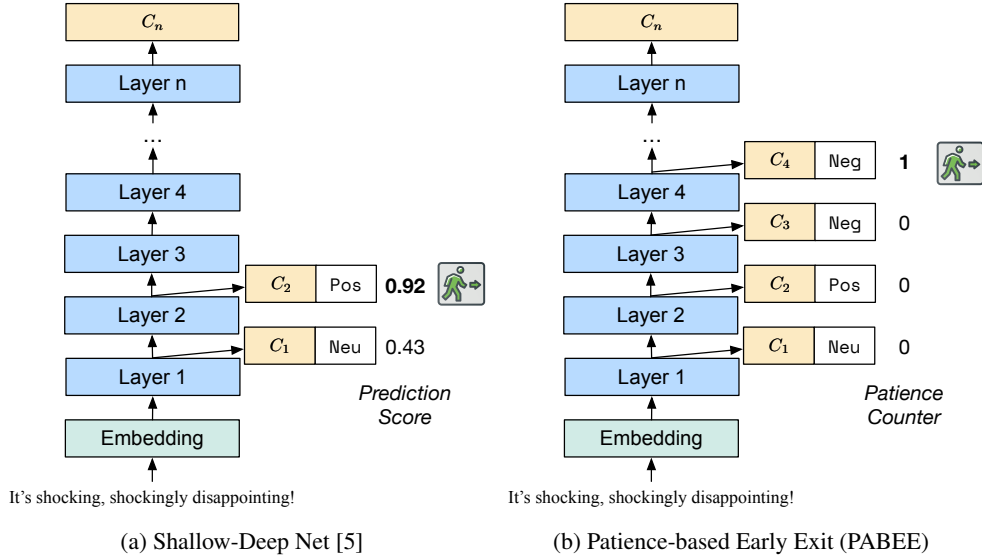 Cₙ
Layer n
...
Layer 4
Layer 3
C₂ Pos 0.92
Layer 2
C₁ Neu 0.43
Layer 1
Prediction
Score
Embedding
It's shocking, shockingly disappointing!
(a) Shallow-Deep Net [5]
Cₙ
Layer n
...
C₄ Neg 1
Layer 4
C₃ Neg 0
Layer 3
C₂ Pos 0
Layer 2
C₁ Neu 0
Layer 1
Patience
Counter
Embedding
It's shocking, shockingly disappointing!
(b) Patience-based Early Exit (PABEE)